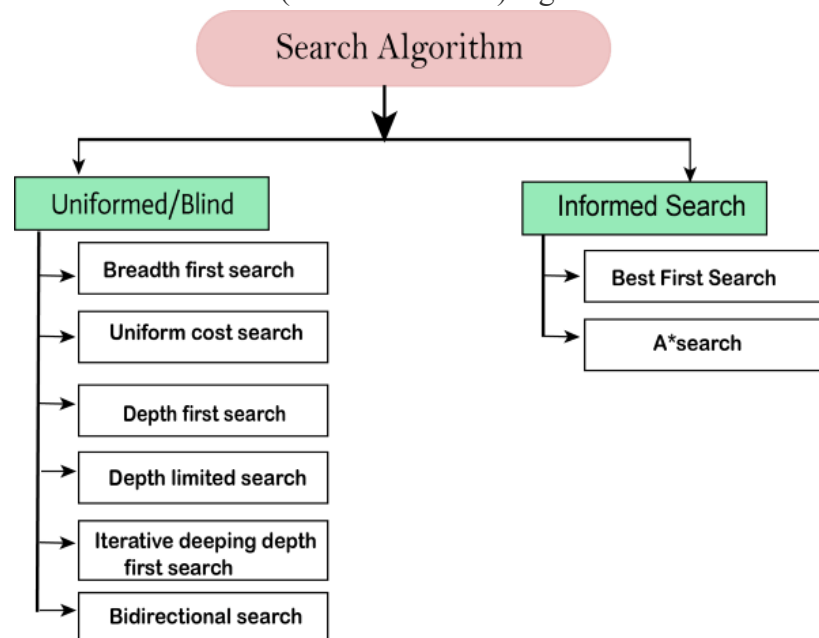 Search Algorithm
Uniformed/Blind
Breadth first search
Uniform cost search
Depth first search
Depth limited search
Iterative deeping depth
first search
Bidirectional search
Informed Search
Best First Search
A*search